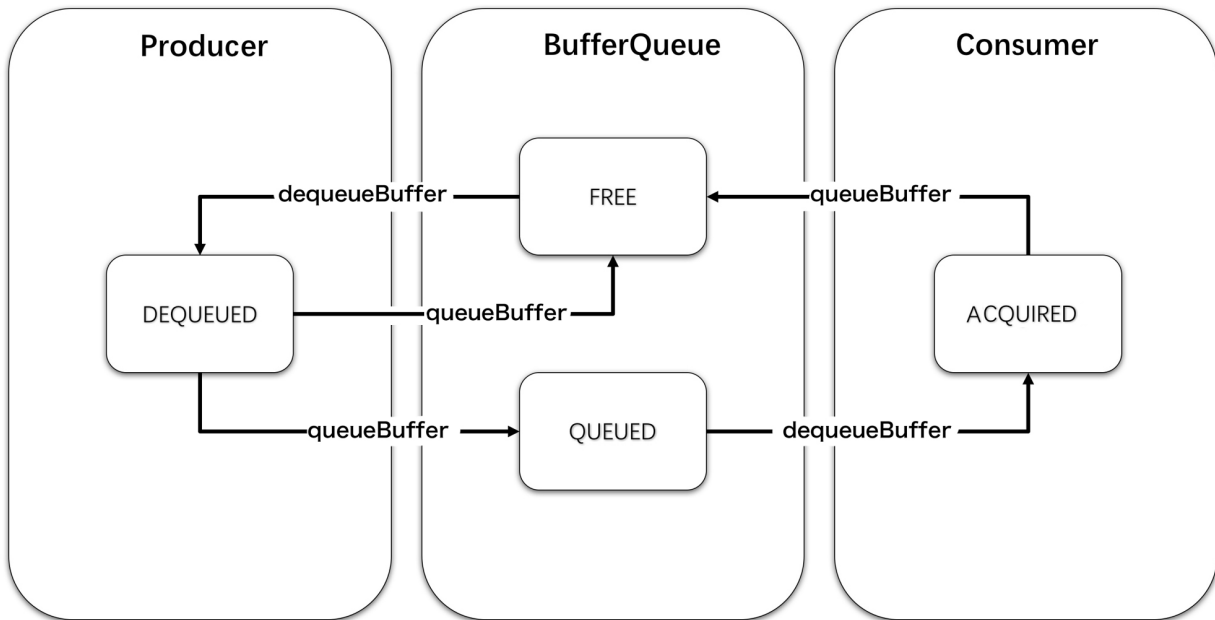 Producer
BufferQueue
Consumer
dequeueBuffer
FREE
queueBuffer
DEQUEUED
queueBuffer
ACQUIRED
queueBuffer
QUEUED
dequeueBuffer